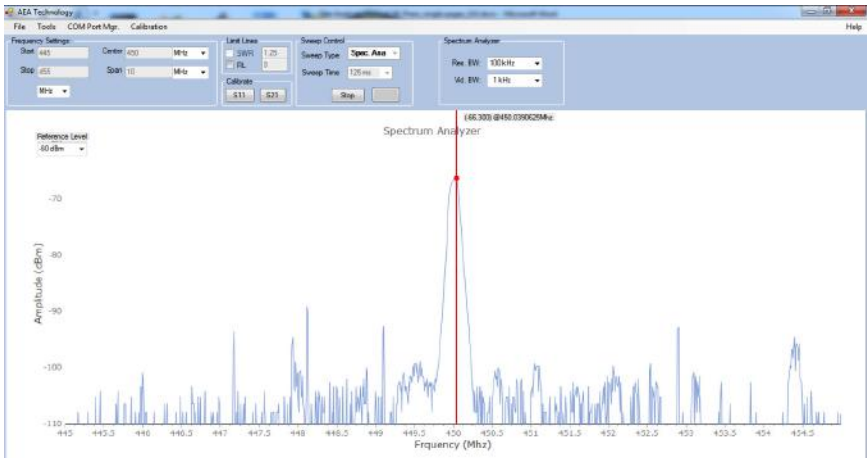 AEA Technology
File Tools COM Port Mgr. Calibration Help
Frequency Settings
Start 445 Center 450 MHz
Stop 455 Span 10 MHz
MHz
Limit Lines
SWR 1.25
RL 0
Calibrate
S11 S21
Sweep Control
Sweep Type: Spec. Ana
Sweep Time 125 ms
Stop
Spectrum Analyzer
Res. BW: 100 kHz
Vid. BW: 1 kHz
(-66.300) @450.0390625Mhz
Spectrum Analyzer
Reference Level
-60 dBm
-70
-80
-90
-100
-110
Amplitude (dBm)
445 445.5 446 446.5 447 447.5 448 448.5 449 449.5 450 450.5 451 451.5 452 452.5 453 453.5 454 454.5
Frquency (Mhz)